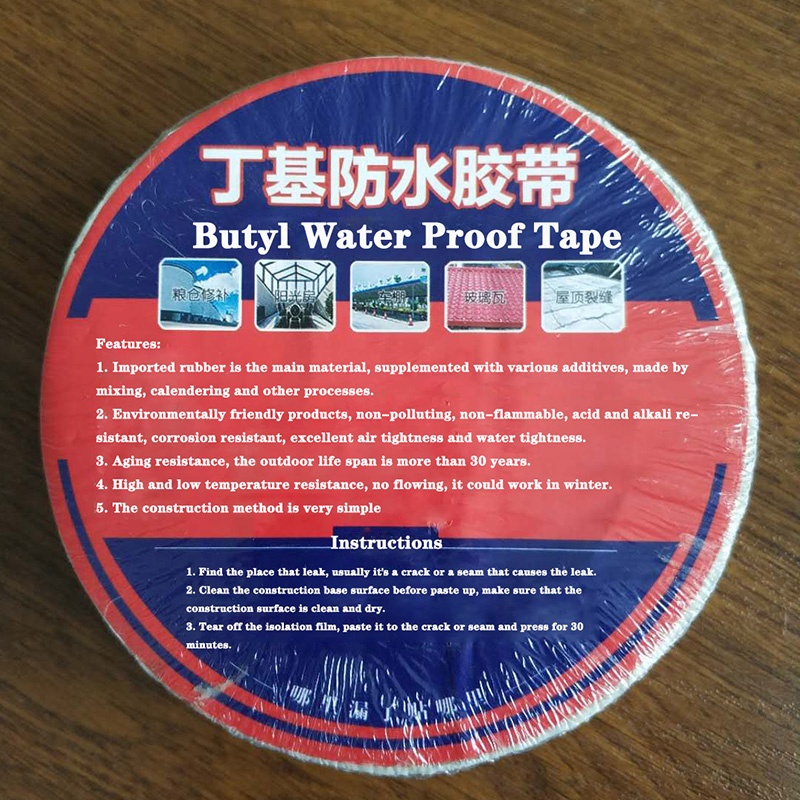 丁基防水胶带
Butyl Water Proof Tape
粮仓修补 阳光房 车棚 玻璃瓦 屋顶裂缝
Features:
1. Imported rubber is the main material, supplemented with various additives, made by
mixing, calendering and other processes.
2. Environmentally friendly products, non-polluting, non-flammable, acid and alkali re-
sistant, corrosion resistant, excellent air tightness and water tightness.
3. Aging resistance, the outdoor life span is more than 30 years.
4. High and low temperature resistance, no flowing, it could work in winter.
5. The construction method is very simple
Instructions
1. Find the place that leak, usually it's a crack or a seam that causes the leak.
2. Clean the construction base surface before paste up, make sure that the
construction surface is clean and dry.
3. Tear off the isolation film, paste it to the crack or seam and press for 30
minutes.